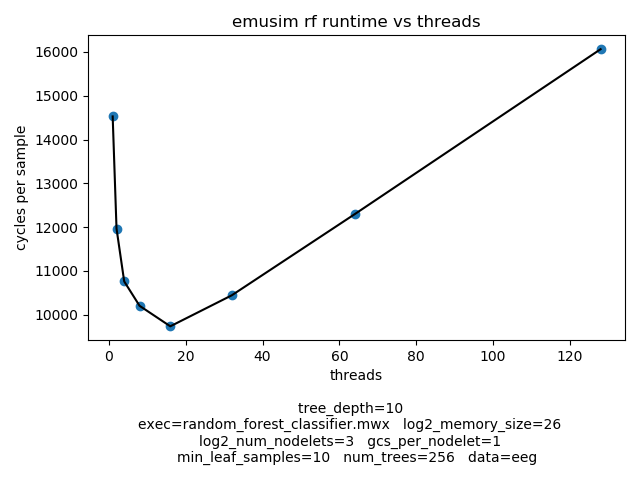 emusim rf runtime vs threads
16000
15000
14000
13000
12000
11000
10000
cycles per sample
0 20 40 60 80 100 120
threads
tree_depth=10
exec=random_forest_classifier.mwx log2_memory_size=26
log2_num_nodelets=3 gcs_per_nodelet=1
min_leaf_samples=10 num_trees=256 data=eeg